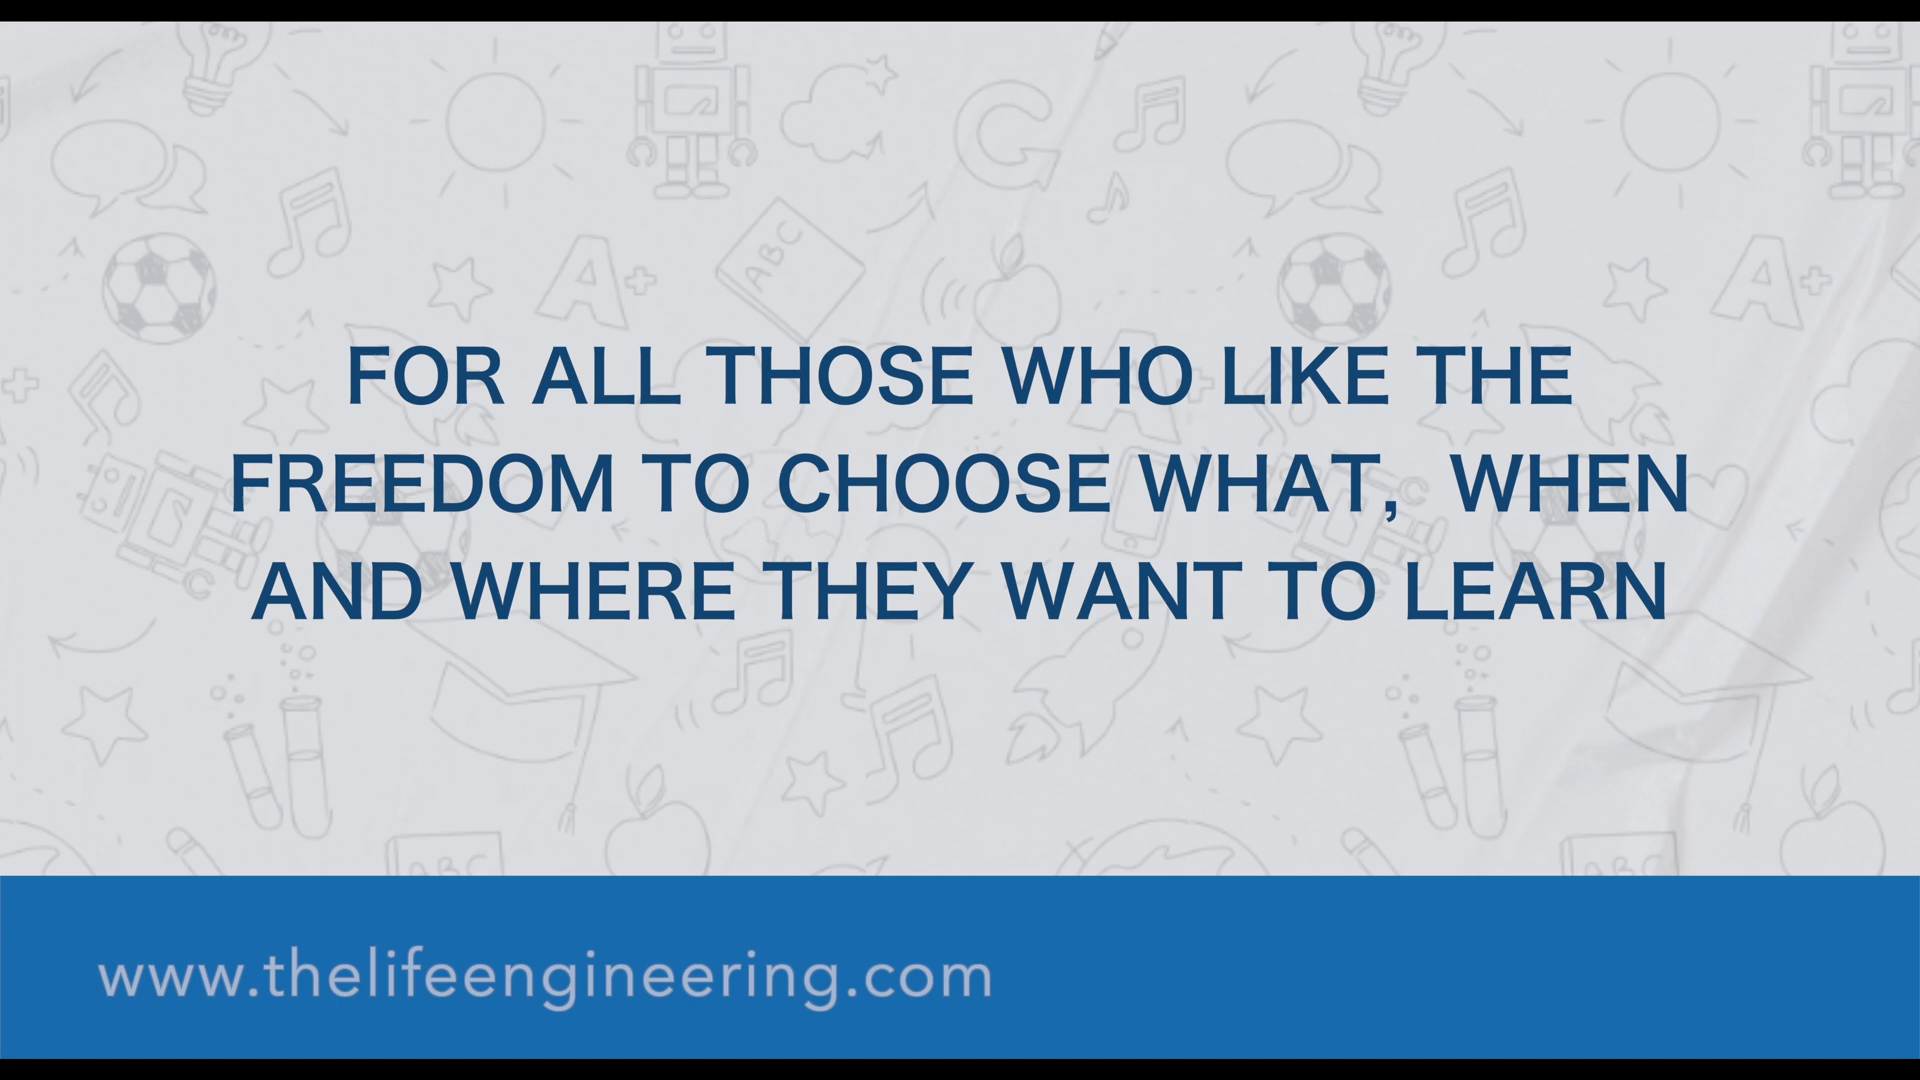 FOR ALL THOSE WHO LIKE THE
FREEDOM TO CHOOSE WHAT, WHEN
AND WHERE THEY WANT TO LEARN
www.thelifeengineering.com